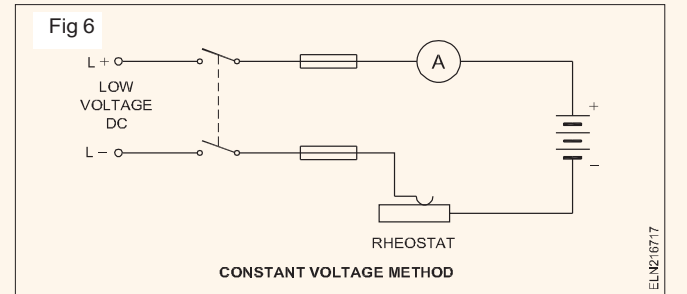 Fig 6
L +
LOW
VOLTAGE
DC
L −
A
+
−
RHEOSTAT
CONSTANT VOLTAGE METHOD
ELN216717